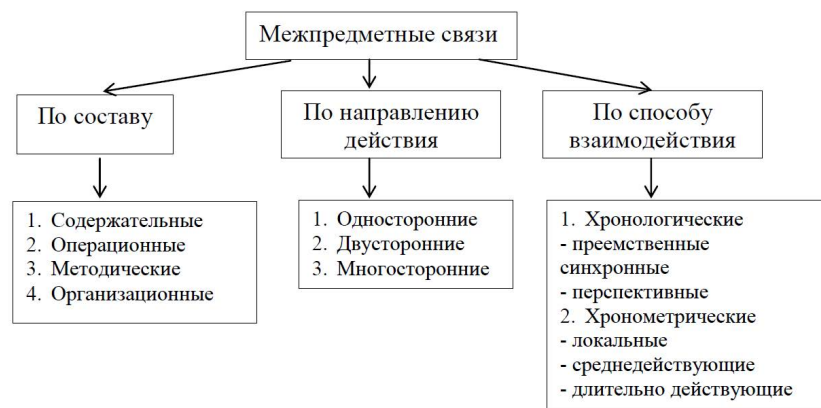 Межпредметные связи
По составу
По направлению
действия
По способу
взаимодействия
1. Содержательные
2. Операционные
3. Методические
4. Организационные
1. Односторонние
2. Двусторонние
3. Многосторонние
1. Хронологические
- преемственные
синхронные
- перспективные
2. Хронометрические
- локальные
- среднедействующие
- длительно действующие